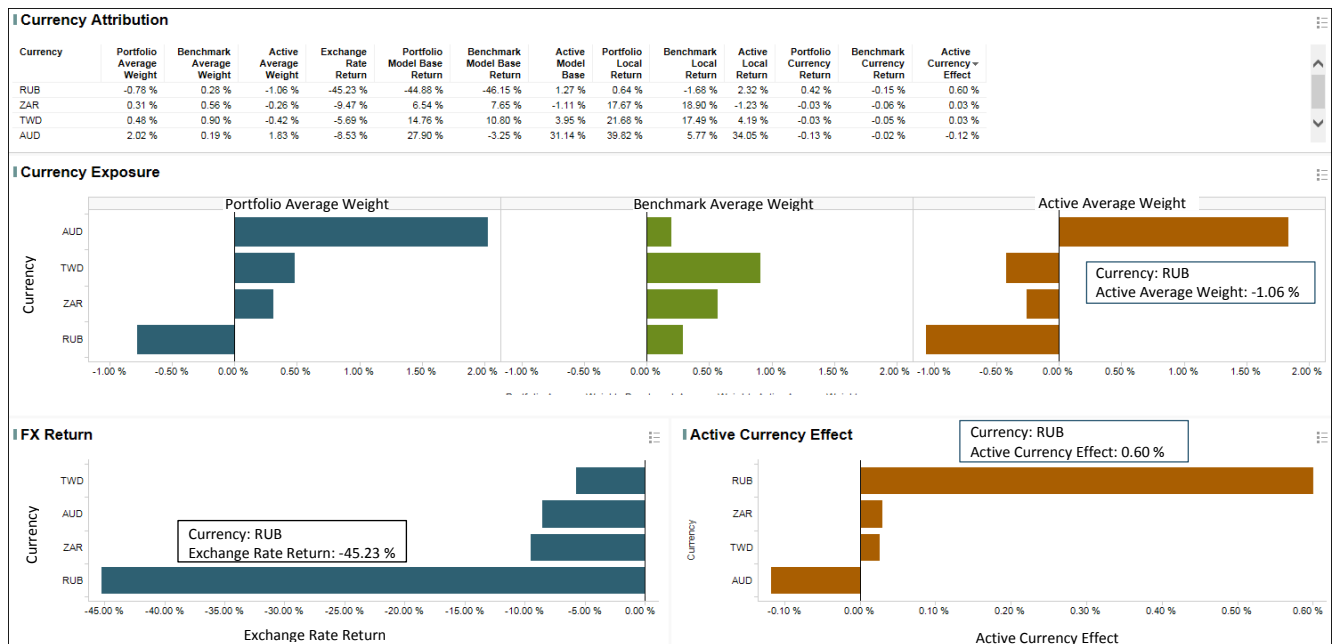 Currency Attribution
Currency Portfolio Average Weight Benchmark Average Weight Active Average Weight Exchange Rate Return Portfolio Model Base Return Benchmark Model Base Return Active Model Base Portfolio Local Return Benchmark Local Return Active Local Return Portfolio Currency Return Benchmark Currency Return Active Currency Effect
RUB -0.78 % 0.28 % -1.06 % -45.23 % -44.88 % -46.15 % 1.27 % 0.64 % -1.68 % 2.32 % 0.42 % -0.15 % 0.60 %
ZAR 0.31 % 0.56 % -0.26 % -9.47 % 6.54 % 7.65 % -1.11 % 17.67 % 18.90 % -1.23 % -0.03 % -0.06 % 0.03 %
TWD 0.48 % 0.90 % -0.42 % -5.69 % 14.76 % 10.80 % 3.95 % 21.68 % 17.49 % 4.19 % -0.03 % -0.05 % 0.03 %
AUD 2.02 % 0.19 % 1.83 % -8.53 % 27.90 % -3.25 % 31.14 % 39.82 % 5.77 % 34.05 % -0.13 % -0.02 % -0.12 %
Currency Exposure
Portfolio Average Weight Benchmark Average Weight Active Average Weight
Currency
AUD
TWD
ZAR
RUB
Currency: RUB
Active Average Weight: -1.06 %
-1.00 % -0.50 % 0.00 % 0.50 % 1.00 % 1.50 % 2.00 % -1.00 % -0.50 % 0.00 % 0.50 % 1.00 % 1.50 % 2.00 % -1.00 % -0.50 % 0.00 % 0.50 % 1.00 % 1.50 % 2.00 %
FX Return
Currency
TWD
AUD
ZAR
RUB
Currency: RUB
Exchange Rate Return: -45.23 %
-45.00 % -40.00 % -35.00 % -30.00 % -25.00 % -20.00 % -15.00 % -10.00 % -5.00 % 0.00 %
Exchange Rate Return
Active Currency Effect
Currency: RUB
Active Currency Effect: 0.60 %
Currency
RUB
ZAR
TWD
AUD
-0.10 % 0.00 % 0.10 % 0.20 % 0.30 % 0.40 % 0.50 % 0.60 %
Active Currency Effect